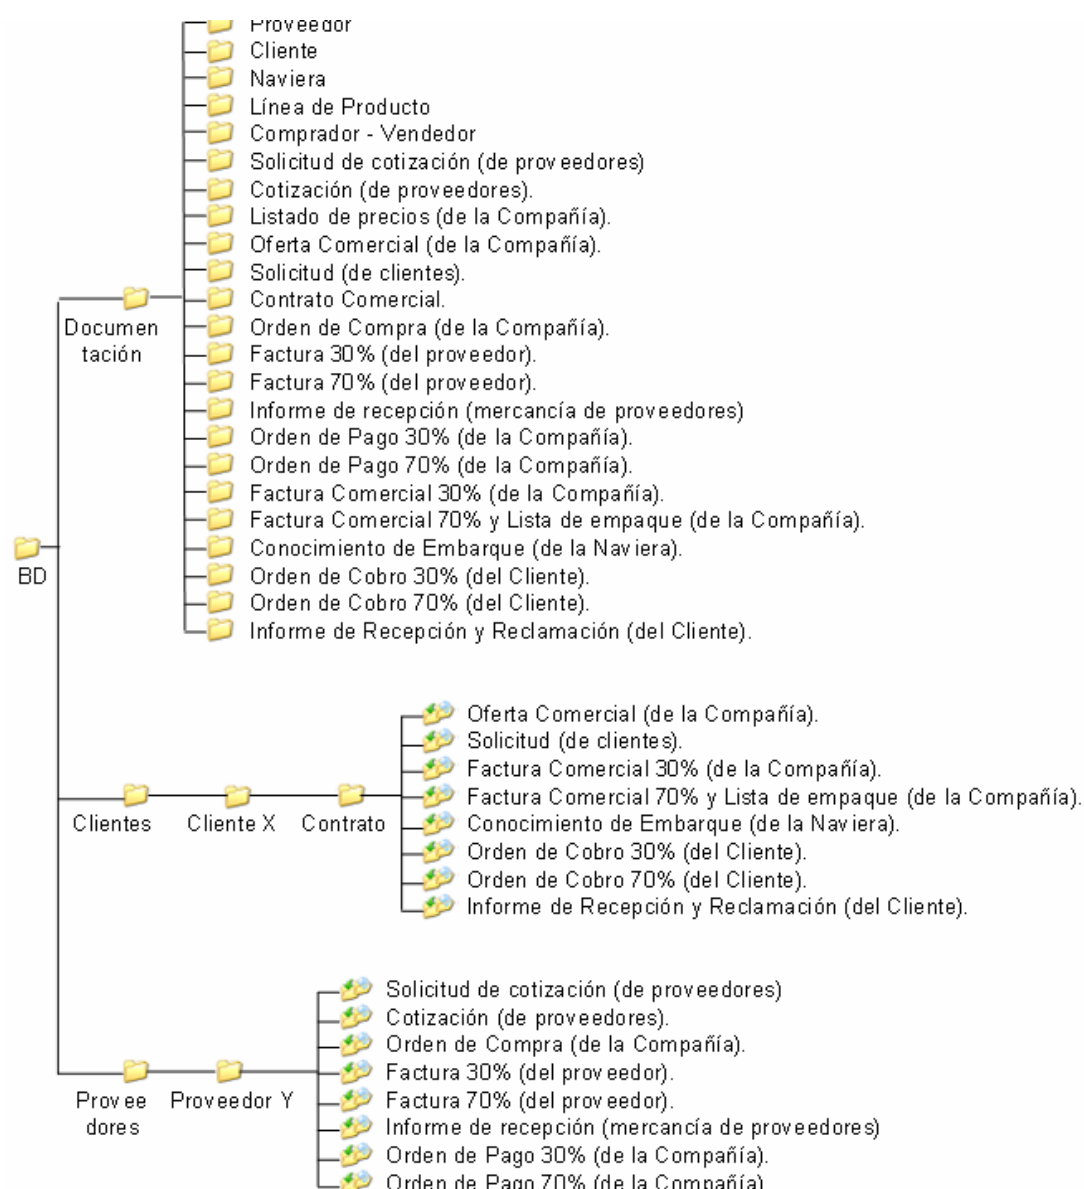 Proveedor
Cliente
Naviera
Línea de Producto
Comprador - Vendedor
Solicitud de cotización (de proveedores)
Cotización (de proveedores).
Listado de precios (de la Compañía).
Oferta Comercial (de la Compañía).
Solicitud (de clientes).
Contrato Comercial.
Documen
tación
Orden de Compra (de la Compañía).
Factura 30% (del proveedor).
Factura 70% (del proveedor).
Informe de recepción (mercancía de proveedores)
Orden de Pago 30% (de la Compañía).
Orden de Pago 70% (de la Compañía).
Factura Comercial 30% (de la Compañía).
Factura Comercial 70% y Lista de empaque (de la Compañía).
Conocimiento de Embarque (de la Naviera).
BD
Orden de Cobro 30% (del Cliente).
Orden de Cobro 70% (del Cliente).
Informe de Recepción y Reclamación (del Cliente).
Oferta Comercial (de la Compañía).
Solicitud (de clientes).
Factura Comercial 30% (de la Compañía).
Factura Comercial 70% y Lista de empaque (de la Compañía).
Clientes Cliente X Contrato
Conocimiento de Embarque (de la Naviera).
Orden de Cobro 30% (del Cliente).
Orden de Cobro 70% (del Cliente).
Informe de Recepción y Reclamación (del Cliente).
Solicitud de cotización (de proveedores)
Cotización (de proveedores).
Orden de Compra (de la Compañía).
Factura 30% (del proveedor).
Provee
dores
Proveedor Y
Factura 70% (del proveedor).
Informe de recepción (mercancía de proveedores)
Orden de Pago 30% (de la Compañía).
Orden de Pago 70% (de la Compañía)